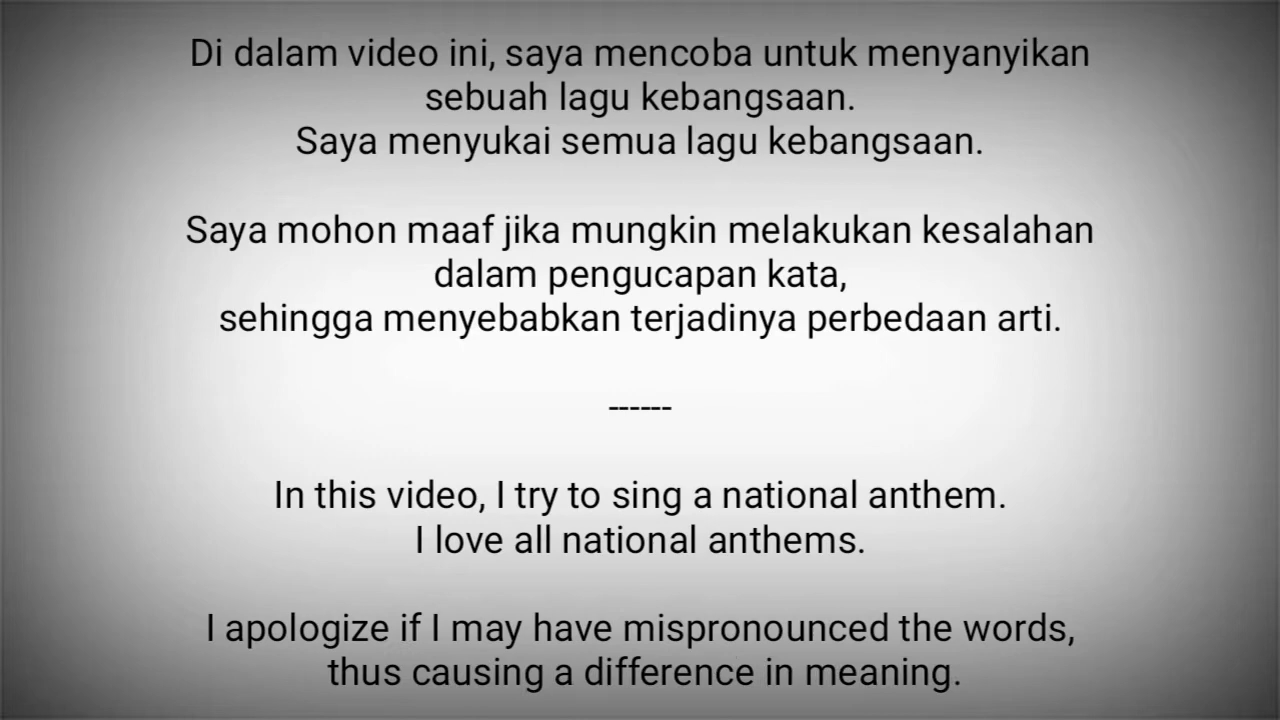 Di dalam video ini, saya mencoba untuk menyanyikan
sebuah lagu kebangsaan.
Saya menyukai semua lagu kebangsaan.
Saya mohon maaf jika mungkin melakukan kesalahan
dalam pengucapan kata,
sehingga menyebabkan terjadinya perbedaan arti.
------
In this video, I try to sing a national anthem.
I love all national anthems.
I apologize if I may have mispronounced the words,
thus causing a difference in meaning.